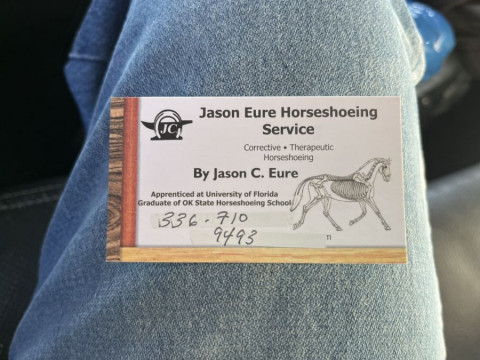 JC
Jason Eure Horseshoeing
Service
Corrective • Therapeutic
Horseshoeing
By Jason C. Eure
Apprenticed at University of Florida
Graduate of OK State Horseshoeing School
336-710
9493